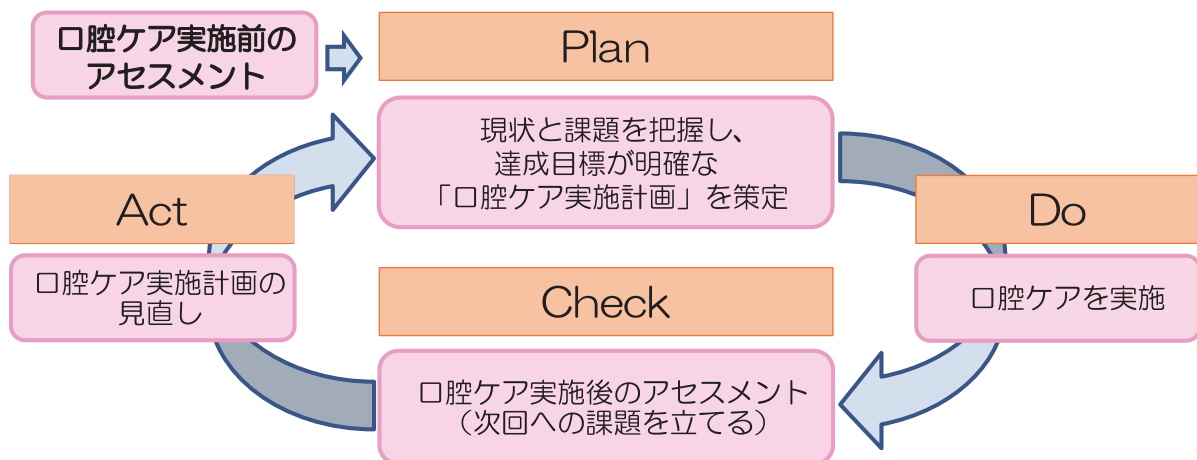 口腔ケア実施前の
アセスメント
Plan
現状と課題を把握し、
達成目標が明確な
「口腔ケア実施計画」を策定
Do
口腔ケアを実施
Check
口腔ケア実施後のアセスメント
（次回への課題を立てる）
Act
口腔ケア実施計画の
見直し